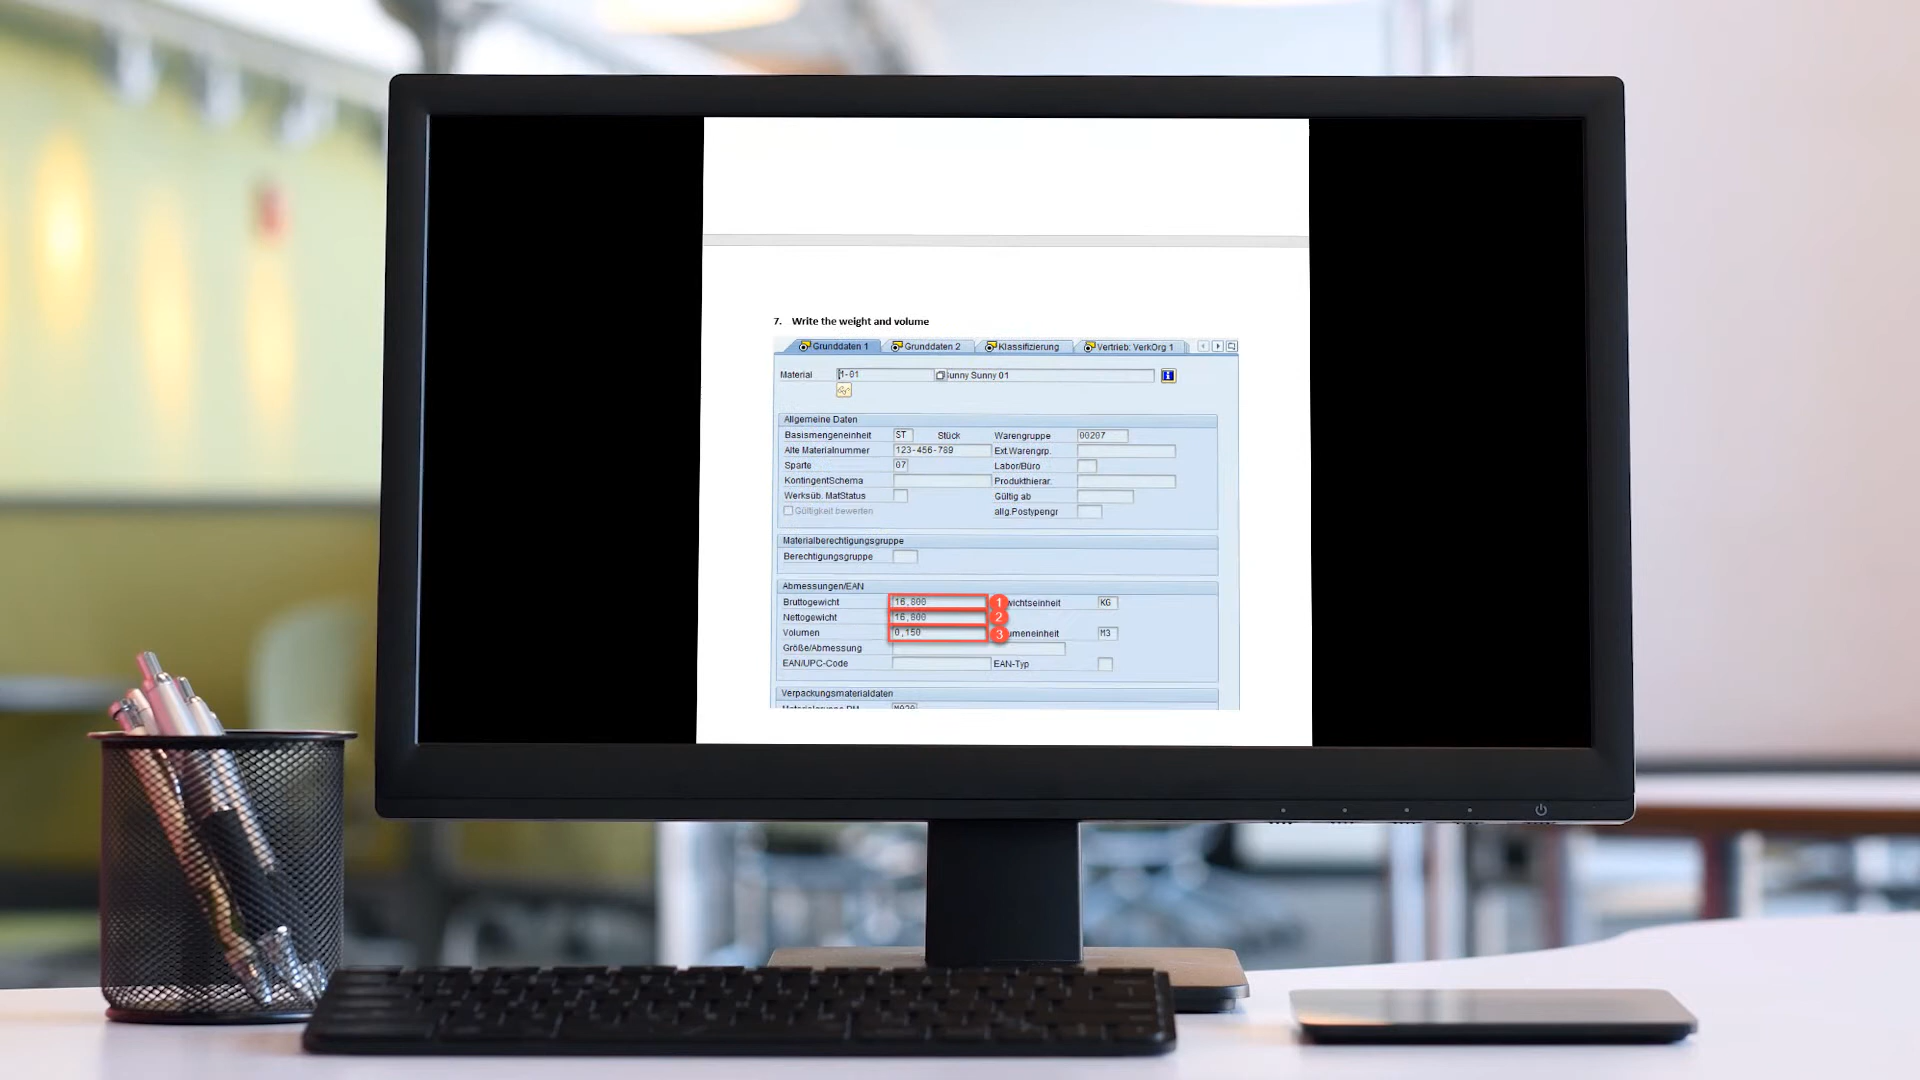 7. Write the weight and volume
Grunddaten 1 Grunddaten 2 Klassifizierung Vertrieb: VerkOrg 1
Material 1-01 Sunny Sunny 01
Allgemeine Daten
Basismengeneinheit ST Stück Warengruppe 00207
Alte Materialnummer 123-456-789 Ext.Warengrp.
Sparte 07 Labor/Büro
KontingentSchema Produkthierar.
Werksüb. MatStatus Gültig ab
Gültigkeit bewerten allg.Postypengr
Materialberechtigungsgruppe
Berechtigungsgruppe
Abmessungen/EAN
Bruttogewicht 16,800 1 wichtseinheit KG
Nettogewicht 16,800 2
Volumen 0,150 3 umeneinheit M3
Größe/Abmessung
EAN/UPC-Code EAN-Typ
Verpackungsmaterialdaten